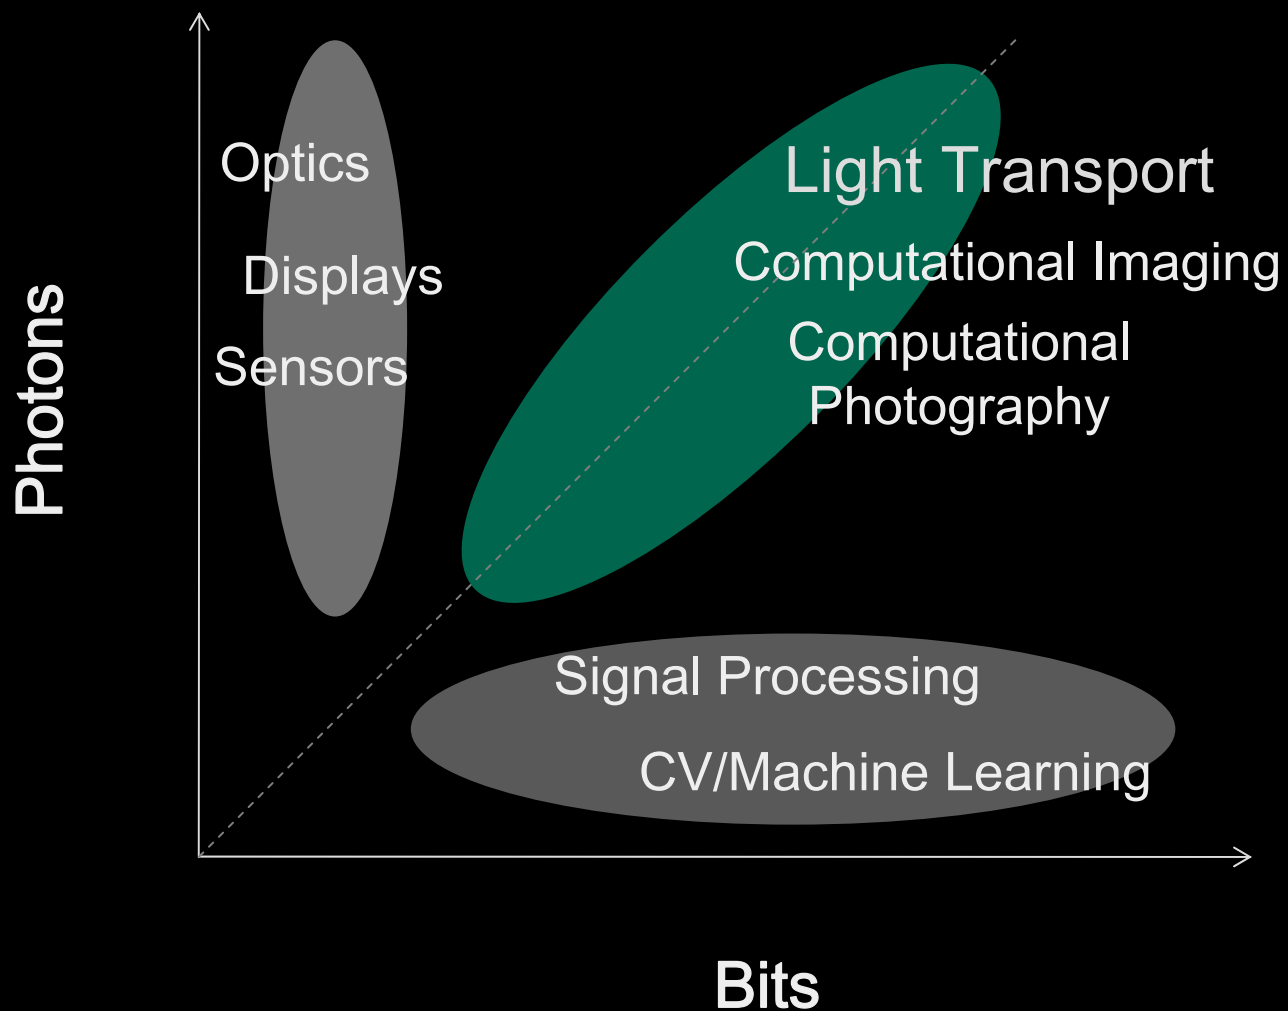 Optics
Displays
Sensors
Light Transport
Computational Imaging
Computational
Photography
Photons
Signal Processing
CV/Machine Learning
Bits